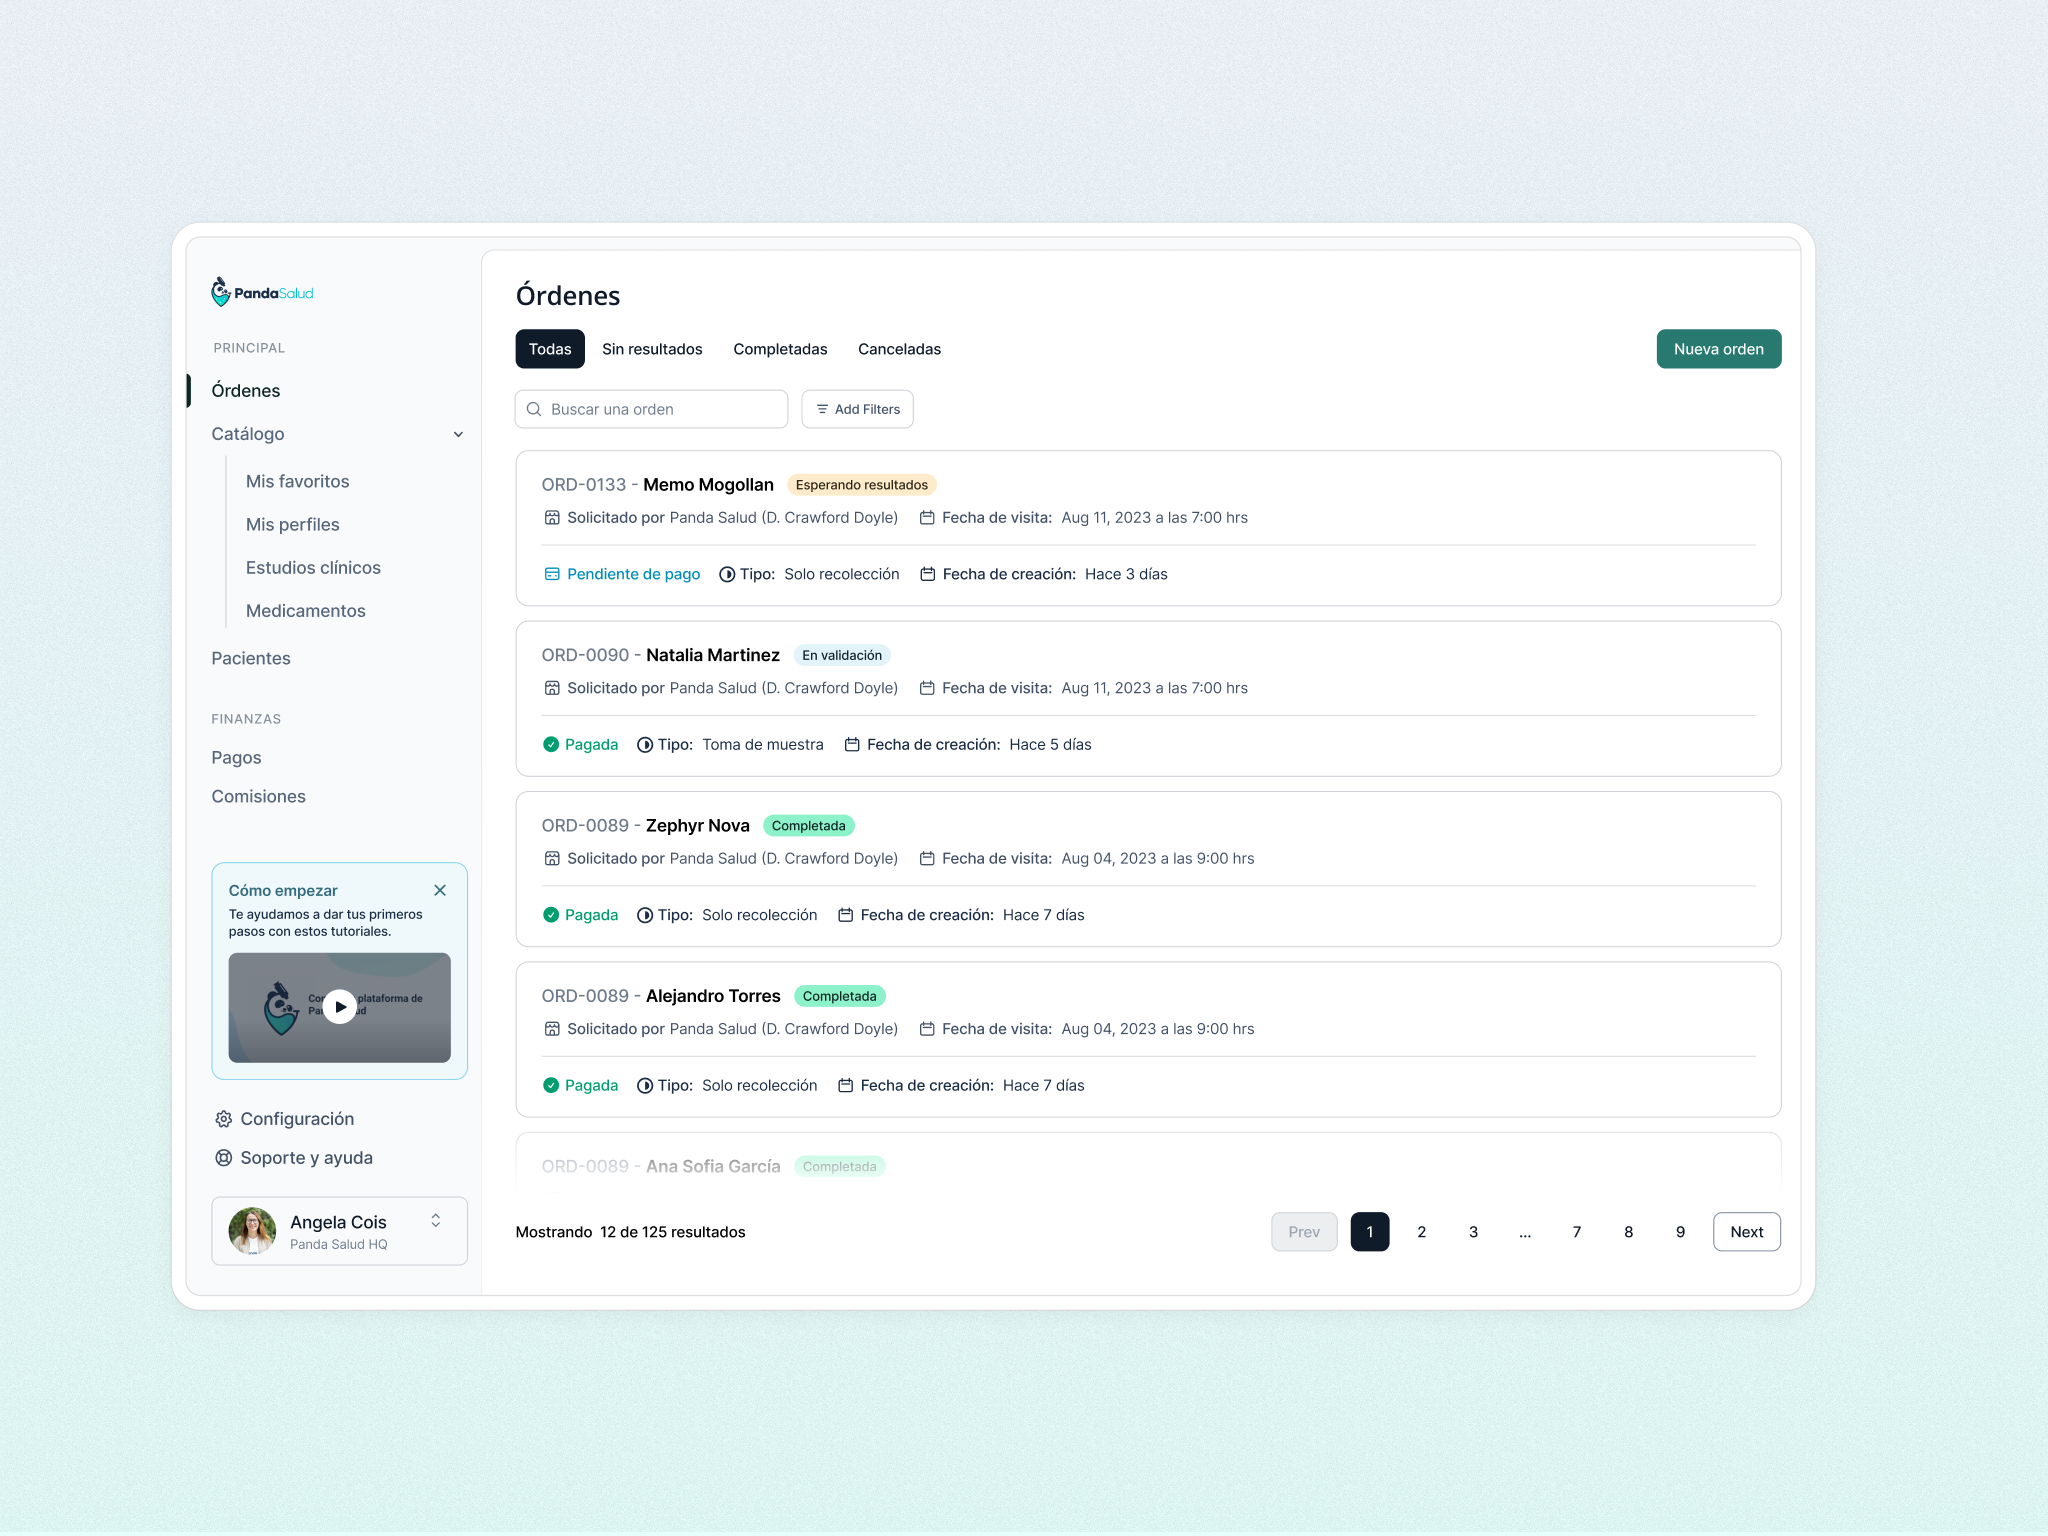 PandaSalud
PRINCIPAL
Órdenes
Catálogo
Mis favoritos
Mis perfiles
Estudios clínicos
Medicamentos
Pacientes
FINANZAS
Pagos
Comisiones
Cómo empezar
Te ayudamos a dar tus primeros
pasos con estos tutoriales.
plataforma de
Configuración
Soporte y ayuda
Angela Cois
Panda Salud HQ
Órdenes
Todas Sin resultados Completadas Canceladas Nueva orden
Buscar una orden Add Filters
ORD-0133 - Memo Mogollan Esperando resultados
Solicitado por Panda Salud (D. Crawford Doyle) Fecha de visita: Aug 11, 2023 a las 7:00 hrs
Pendiente de pago Tipo: Solo recolección Fecha de creación: Hace 3 días
ORD-0090 - Natalia Martinez En validación
Solicitado por Panda Salud (D. Crawford Doyle) Fecha de visita: Aug 11, 2023 a las 7:00 hrs
Pagada Tipo: Toma de muestra Fecha de creación: Hace 5 días
ORD-0089 - Zephyr Nova Completada
Solicitado por Panda Salud (D. Crawford Doyle) Fecha de visita: Aug 04, 2023 a las 9:00 hrs
Pagada Tipo: Solo recolección Fecha de creación: Hace 7 días
ORD-0089 - Alejandro Torres Completada
Solicitado por Panda Salud (D. Crawford Doyle) Fecha de visita: Aug 04, 2023 a las 9:00 hrs
Pagada Tipo: Solo recolección Fecha de creación: Hace 7 días
ORD-0089 - Ana Sofia García Completada
Mostrando 12 de 125 resultados Prev 1 2 3 ... 7 8 9 Next